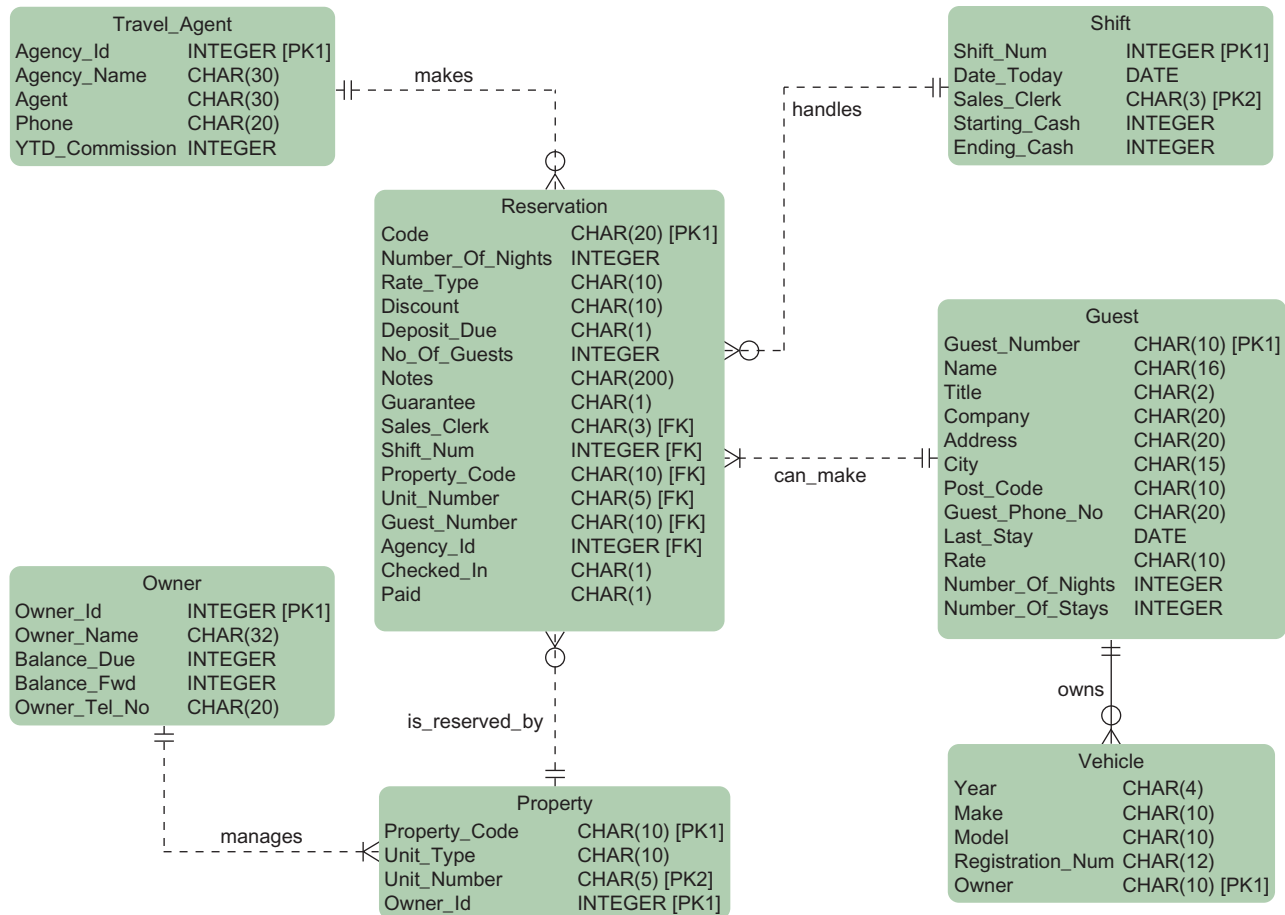 Travel_Agent
Agency_Id INTEGER [PK1]
Agency_Name CHAR(30)
Agent CHAR(30)
Phone CHAR(20)
YTD_Commission INTEGER
makes
Shift
Shift_Num INTEGER [PK1]
Date_Today DATE
Sales_Clerk CHAR(3) [PK2]
Starting_Cash INTEGER
Ending_Cash INTEGER
handles
Reservation
Code CHAR(20) [PK1]
Number_Of_Nights INTEGER
Rate_Type CHAR(10)
Discount CHAR(10)
Deposit_Due CHAR(1)
No_Of_Guests INTEGER
Notes CHAR(200)
Guarantee CHAR(1)
Sales_Clerk CHAR(3) [FK]
Shift_Num INTEGER [FK]
Property_Code CHAR(10) [FK]
Unit_Number CHAR(5) [FK]
Guest_Number CHAR(10) [FK]
Agency_Id INTEGER [FK]
Checked_In CHAR(1)
Paid CHAR(1)
can_make
Guest
Guest_Number CHAR(10) [PK1]
Name CHAR(16)
Title CHAR(2)
Company CHAR(20)
Address CHAR(20)
City CHAR(15)
Post_Code CHAR(10)
Guest_Phone_No CHAR(20)
Last_Stay DATE
Rate CHAR(10)
Number_Of_Nights INTEGER
Number_Of_Stays INTEGER
Owner
Owner_Id INTEGER [PK1]
Owner_Name CHAR(32)
Balance_Due INTEGER
Balance_Fwd INTEGER
Owner_Tel_No CHAR(20)
is_reserved_by
owns
manages
Property
Property_Code CHAR(10) [PK1]
Unit_Type CHAR(10)
Unit_Number CHAR(5) [PK2]
Owner_Id INTEGER [PK1]
Vehicle
Year CHAR(4)
Make CHAR(10)
Model CHAR(10)
Registration_Num CHAR(12)
Owner CHAR(10) [PK1]